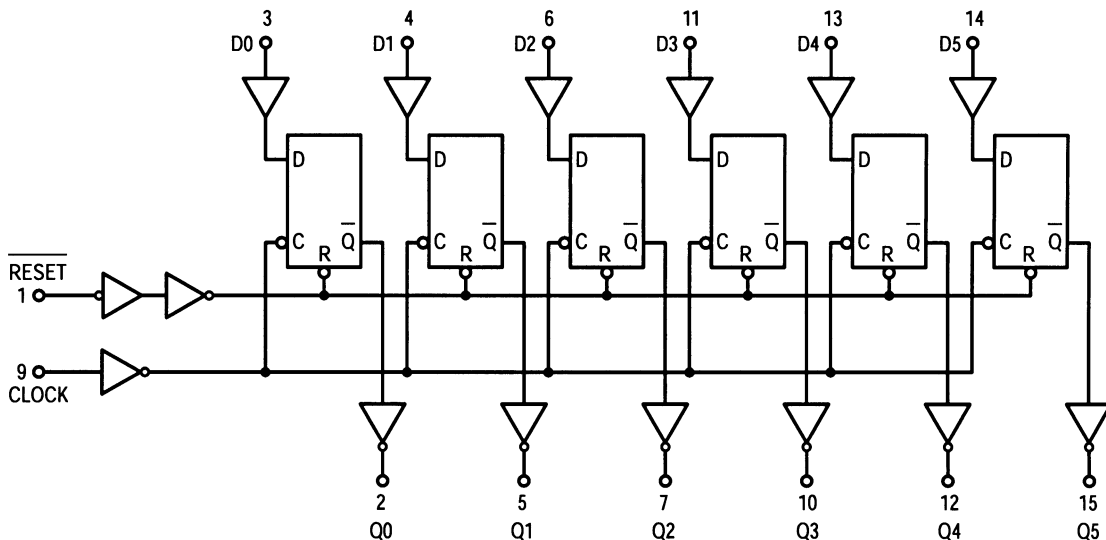 3 4 6 11 13 14
D0 D1 D2 D3 D4 D5
D D D D D D
C Q̅ C Q̅ C Q̅ C Q̅ C Q̅ C Q̅
R R R R R R
R̅E̅S̅E̅T̅
1
9
CLOCK
2 5 7 10 12 15
Q0 Q1 Q2 Q3 Q4 Q5